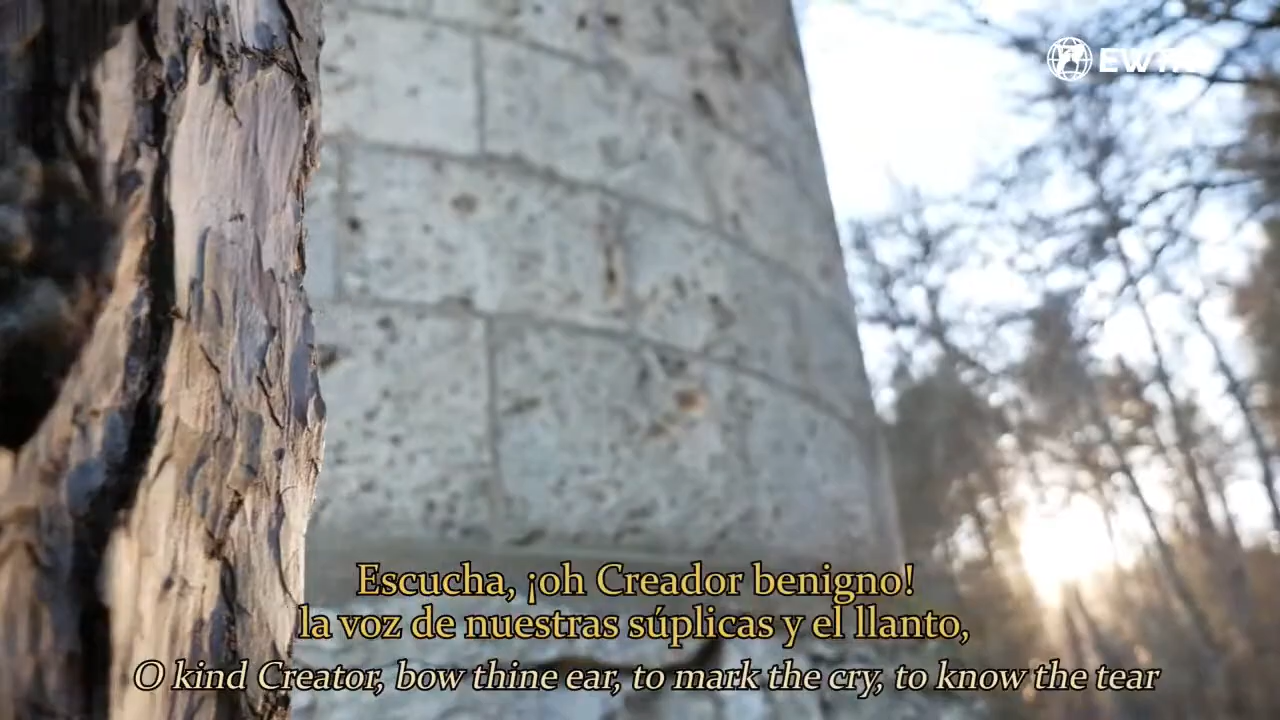 EWTN
Escucha, ¡oh Creador benigno!
la voz de nuestras súplicas y el llanto,
O kind Creator, bow thine ear, to mark the cry, to know the tear